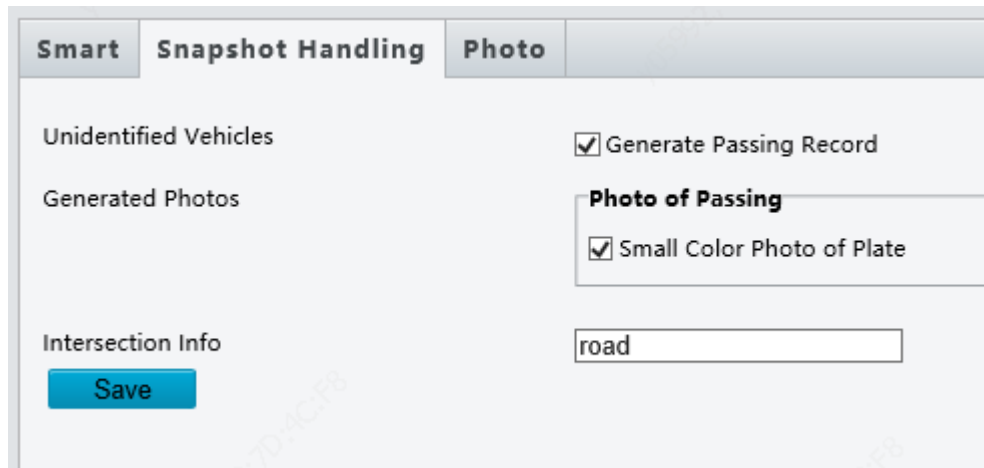 Smart Snapshot Handling Photo
Unidentified Vehicles Generate Passing Record
Generated Photos Photo of Passing
Small Color Photo of Plate
Intersection Info road
Save